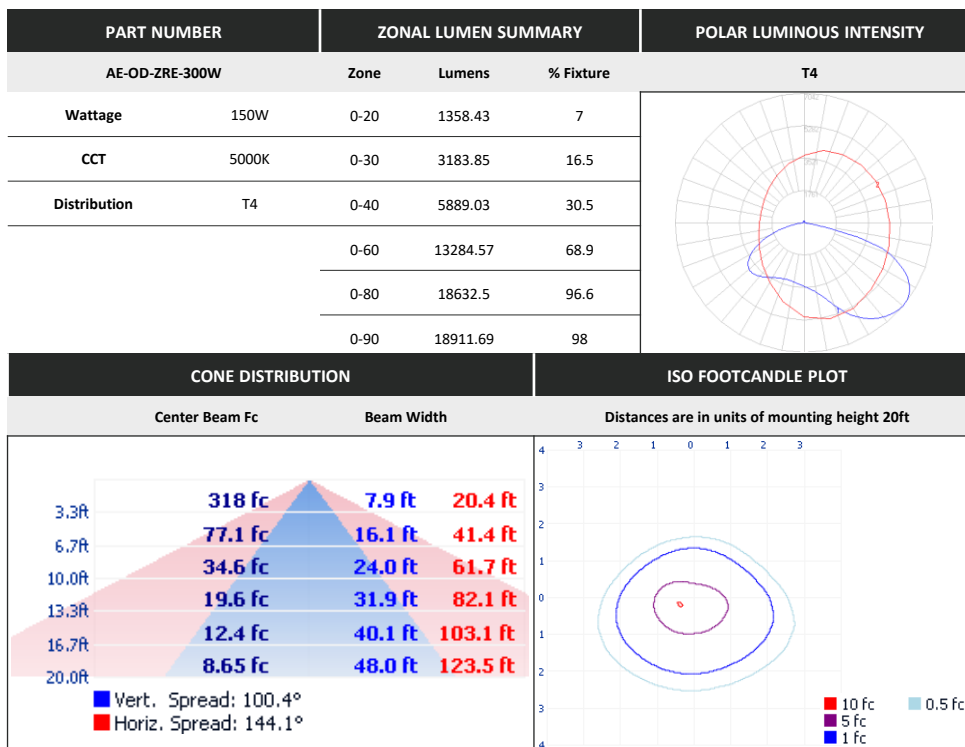 PART NUMBER ZONAL LUMEN SUMMARY POLAR LUMINOUS INTENSITY
AE-OD-ZRE-300W Zone Lumens % Fixture T4
Wattage 150W 0-20 1358.43 7
CCT 5000K 0-30 3183.85 16.5
Distribution T4 0-40 5889.03 30.5
0-60 13284.57 68.9
0-80 18632.5 96.6
0-90 18911.69 98
CONE DISTRIBUTION ISO FOOTCANDLE PLOT
Center Beam Fc Beam Width Distances are in units of mounting height 20ft
3 2 1 0 1 2 3
4
3
2
1
0
1
2
3
4
3.3ft 318 fc 7.9 ft 20.4 ft
6.7ft 77.1 fc 16.1 ft 41.4 ft
10.0ft 34.6 fc 24.0 ft 61.7 ft
13.3ft 19.6 fc 31.9 ft 82.1 ft
16.7ft 12.4 fc 40.1 ft 103.1 ft
20.0ft 8.65 fc 48.0 ft 123.5 ft
Vert. Spread: 100.4°
Horiz. Spread: 144.1°
10 fc 0.5 fc
5 fc
1 fc